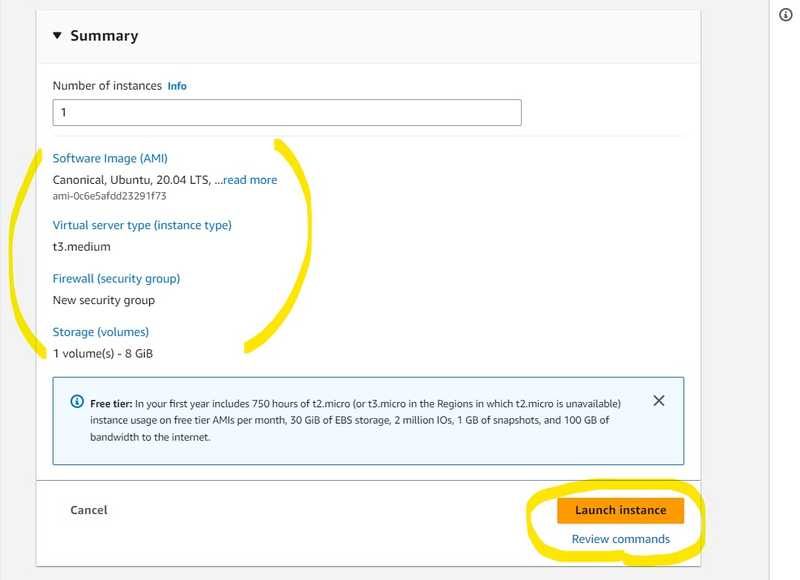 Summary
Number of instances Info
1
Software Image (AMI)
Canonical, Ubuntu, 20.04 LTS, ...read more
ami-0c6e5afdd23291f73
Virtual server type (instance type)
t3.medium
Firewall (security group)
New security group
Storage (volumes)
1 volume(s) - 8 GiB
Free tier: In your first year includes 750 hours of t2.micro (or t3.micro in the Regions in which t2.micro is unavailable)
instance usage on free tier AMIs per month, 30 GiB of EBS storage, 2 million IOs, 1 GB of snapshots, and 100 GB of
bandwidth to the internet.
Cancel
Launch instance
Review commands